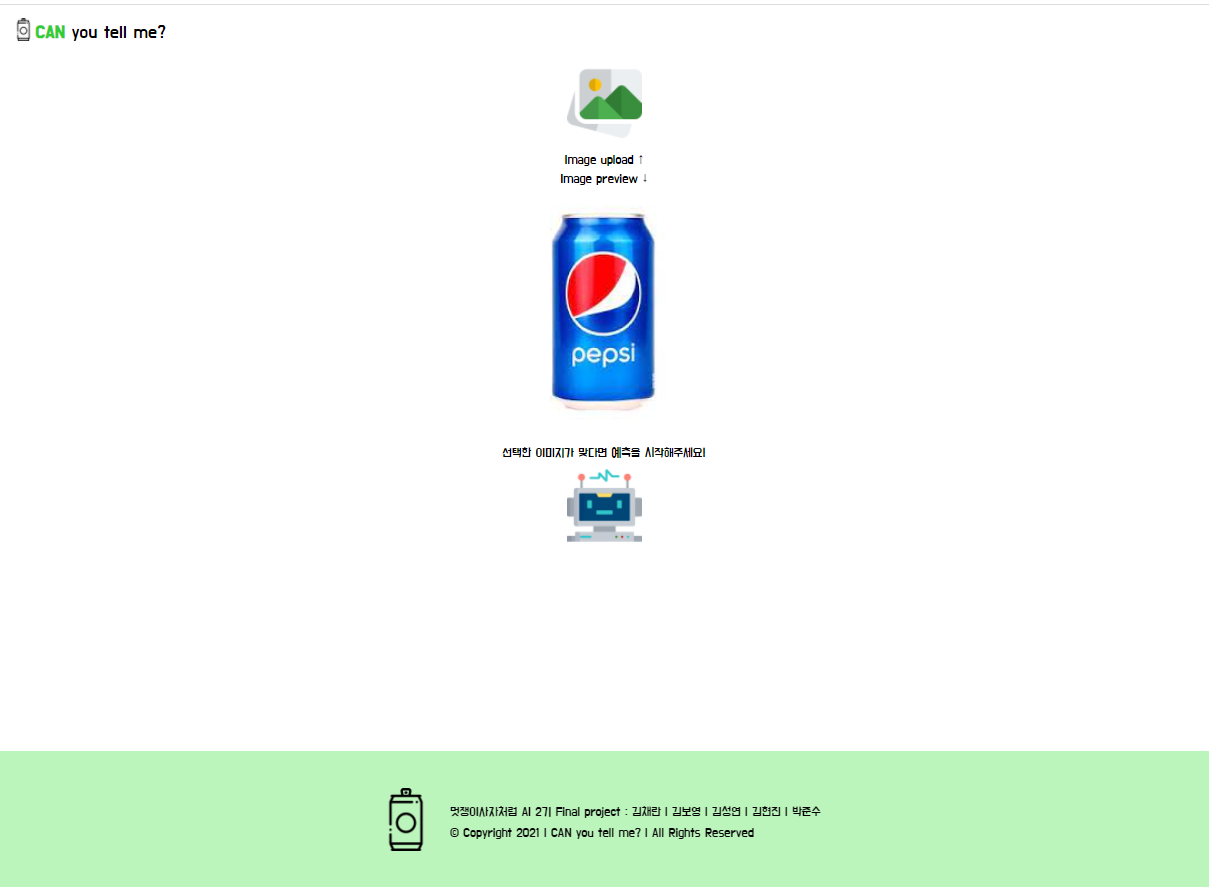 CAN you tell me?
Image upload ↑
Image preview ↓
pepsi
선택한 이미지가 맞다면 예측을 시작해주세요!
멋쟁이사자처럼 AI 2기 Final project : 김채란 | 김보영 | 김성연 | 김현진 | 박준수
© Copyright 2021 | CAN you tell me? | All Rights Reserved